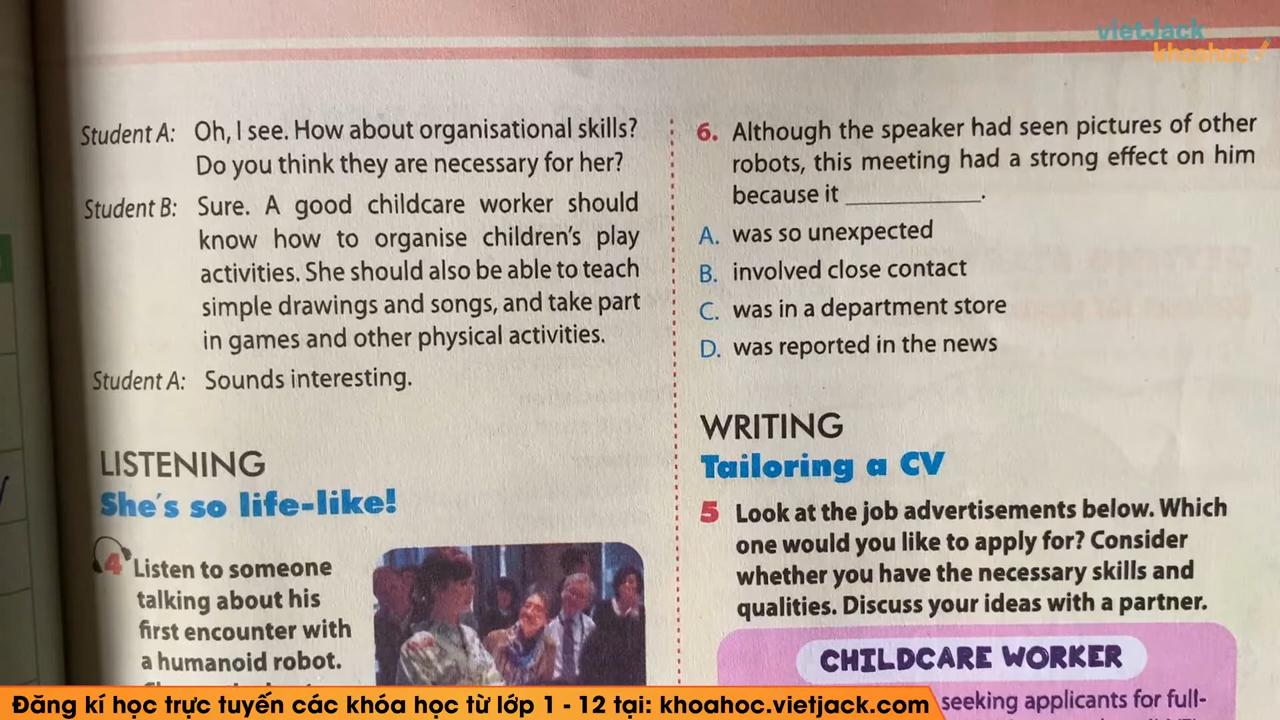 vietJack
khoahoc
Student A: Oh, I see. How about organisational skills?
Do you think they are necessary for her?
Student B: Sure. A good childcare worker should
know how to organise children's play
activities. She should also be able to teach
simple drawings and songs, and take part
in games and other physical activities.
Student A: Sounds interesting.
LISTENING
She's so life-like!
4 Listen to someone
talking about his
first encounter with
a humanoid robot.
6. Although the speaker had seen pictures of other
robots, this meeting had a strong effect on him
because it ___________.
A. was so unexpected
B. involved close contact
C. was in a department store
D. was reported in the news
WRITING
Tailoring a CV
5 Look at the job advertisements below. Which
one would you like to apply for? Consider
whether you have the necessary skills and
qualities. Discuss your ideas with a partner.
CHILDCARE WORKER
seeking applicants for full-
Đăng kí học trực tuyến các khóa học từ lớp 1 - 12 tại: khoahoc.vietjack.com